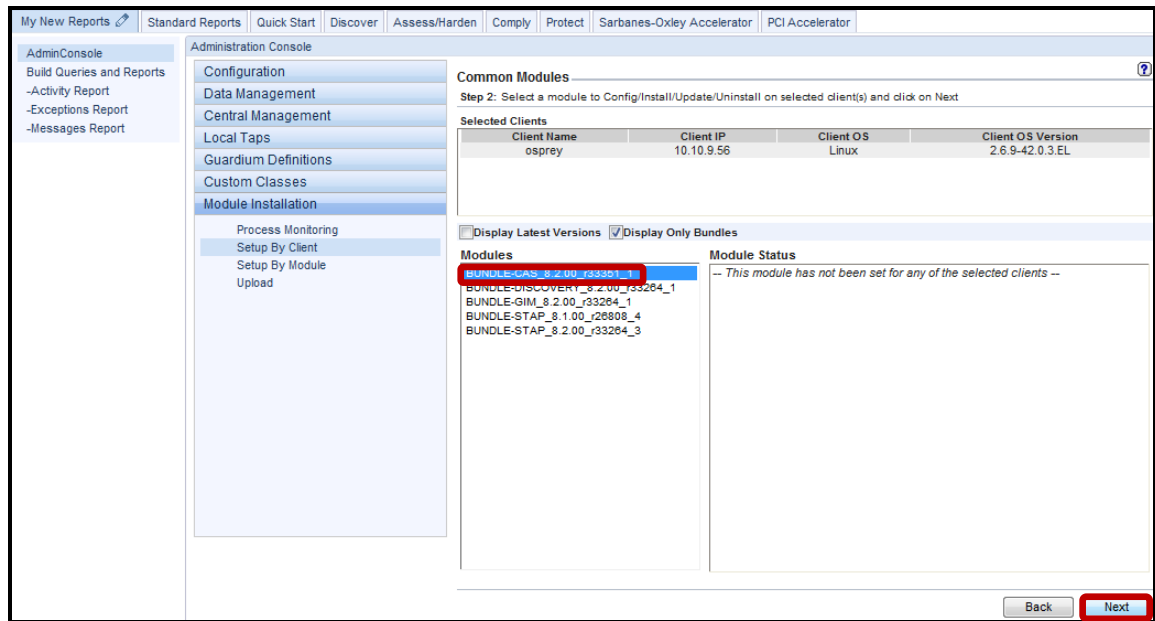 My New Reports Standard Reports Quick Start Discover Assess/Harden Comply Protect Sarbanes-Oxley Accelerator PCI Accelerator
AdminConsole
Build Queries and Reports
-Activity Report
-Exceptions Report
-Messages Report
Administration Console
Configuration
Data Management
Central Management
Local Taps
Guardium Definitions
Custom Classes
Module Installation
Process Monitoring
Setup By Client
Setup By Module
Upload
?
Common Modules
Step 2: Select a module to Config/Install/Update/Uninstall on selected client(s) and click on Next
Selected Clients
Client Name Client IP Client OS Client OS Version
osprey 10.10.9.56 Linux 2.6.9-42.0.3.EL
Display Latest Versions Display Only Bundles
Modules
BUNDLE-CAS_8.2.00_r33351_1
BUNDLE-DISCOVERY_8.2.00_r33264_1
BUNDLE-GIM_8.2.00_r33264_1
BUNDLE-STAP_8.1.00_r26808_4
BUNDLE-STAP_8.2.00_r33264_3
Module Status
-- This module has not been set for any of the selected clients --
Back Next